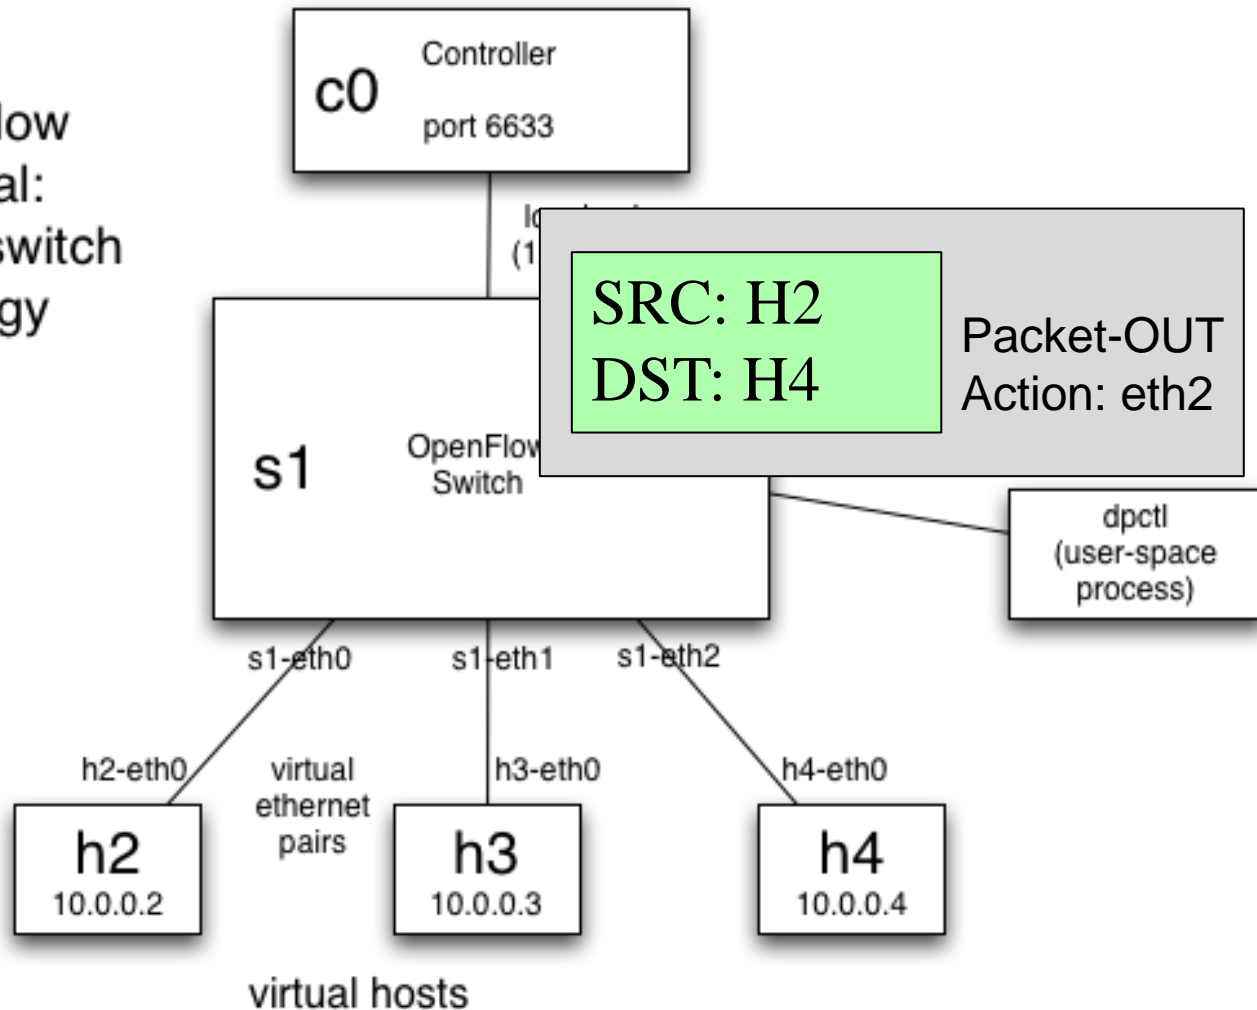 c0
Controller
port 6633
low
al:
switch
gy
(1
SRC: H2
DST: H4
Packet-OUT
Action: eth2
s1
OpenFlow
Switch
dpctl
(user-space
process)
s1-eth0
s1-eth1
s1-eth2
h2-eth0
virtual
ethernet
pairs
h3-eth0
h4-eth0
h2
10.0.0.2
h3
10.0.0.3
h4
10.0.0.4
virtual hosts